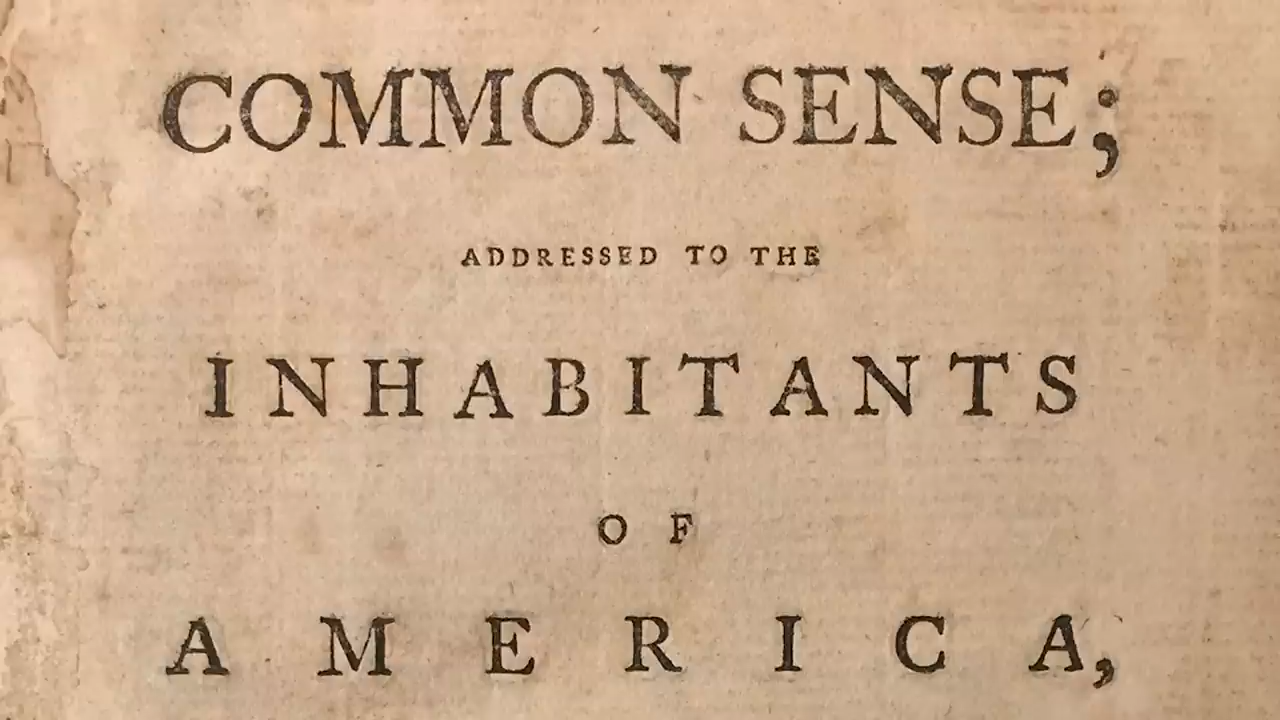 COMMON SENSE;
ADDRESSED TO THE
INHABITANTS
OF
AMERICA,